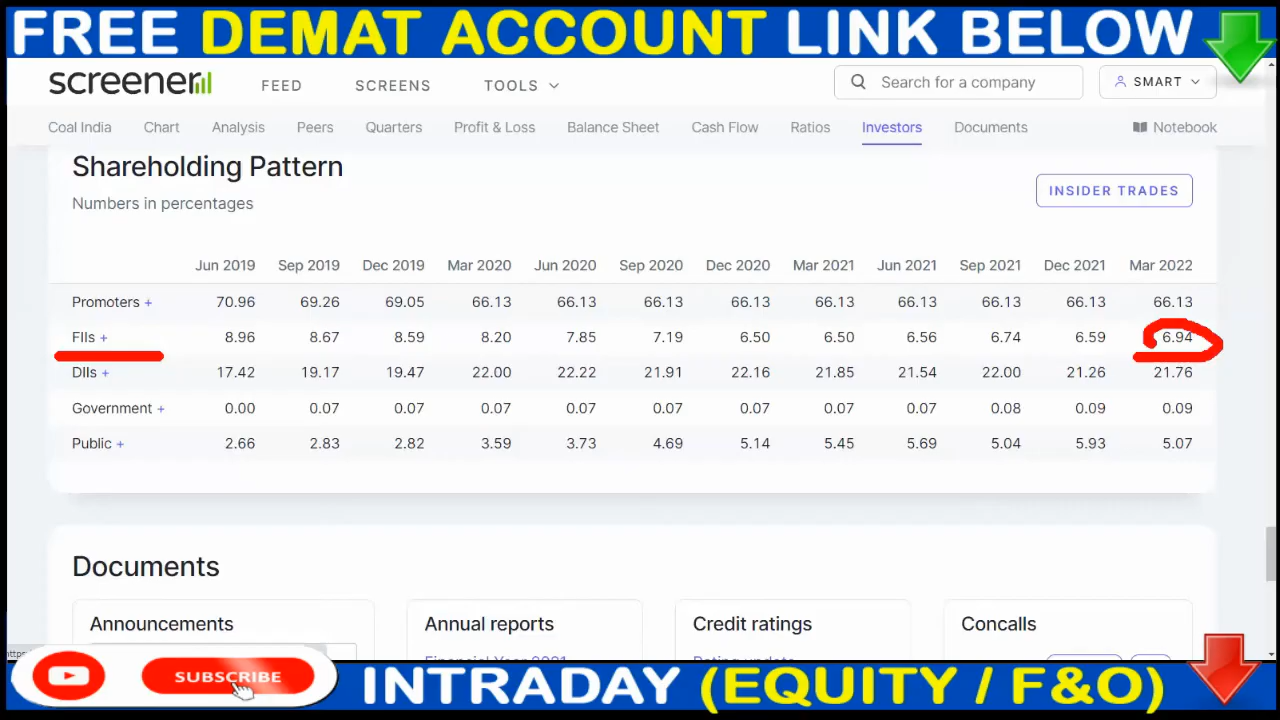 FREE DEMAT ACCOUNT LINK BELOW
screener FEED SCREENS TOOLS Search for a company SMART
Coal India Chart Analysis Peers Quarters Profit & Loss Balance Sheet Cash Flow Ratios Investors Documents Notebook
Shareholding Pattern
INSIDER TRADES
Numbers in percentages
Jun 2019 Sep 2019 Dec 2019 Mar 2020 Jun 2020 Sep 2020 Dec 2020 Mar 2021 Jun 2021 Sep 2021 Dec 2021 Mar 2022
Promoters + 70.96 69.26 69.05 66.13 66.13 66.13 66.13 66.13 66.13 66.13 66.13 66.13
FIIs + 8.96 8.67 8.59 8.20 7.85 7.19 6.50 6.50 6.56 6.74 6.59 6.94
DIIs + 17.42 19.17 19.47 22.00 22.22 21.91 22.16 21.85 21.54 22.00 21.26 21.76
Government + 0.00 0.07 0.07 0.07 0.07 0.07 0.07 0.07 0.07 0.08 0.09 0.09
Public + 2.66 2.83 2.82 3.59 3.73 4.69 5.14 5.45 5.69 5.04 5.93 5.07
Documents
Announcements Annual reports Credit ratings Concalls
SUBSCRIBE
INTRADAY (EQUITY / F&O)